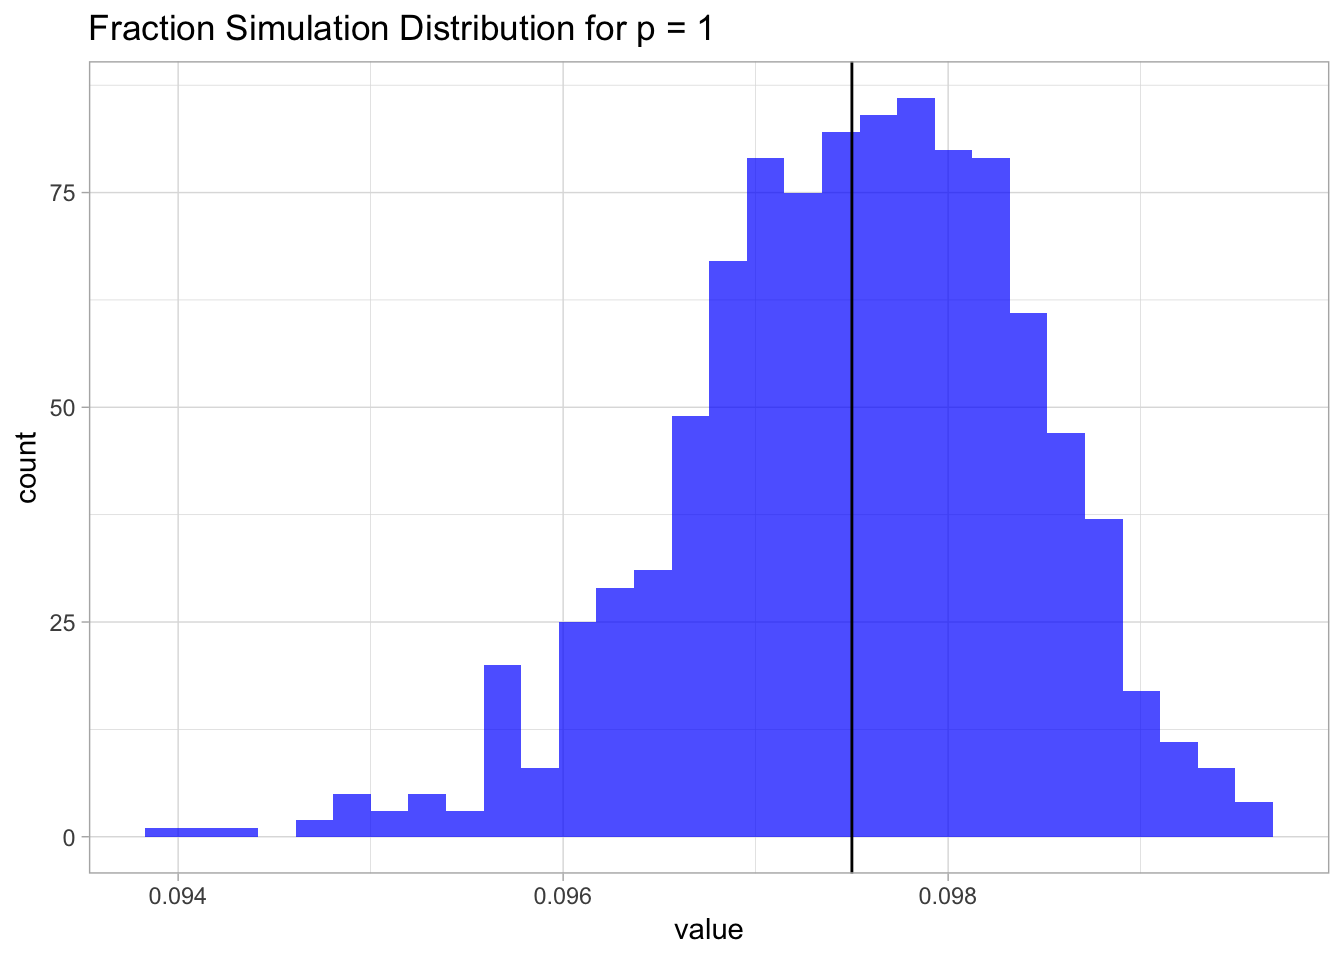 Fraction Simulation Distribution for p = 1
75
50
25
0
count
0.094
0.096
0.098
value